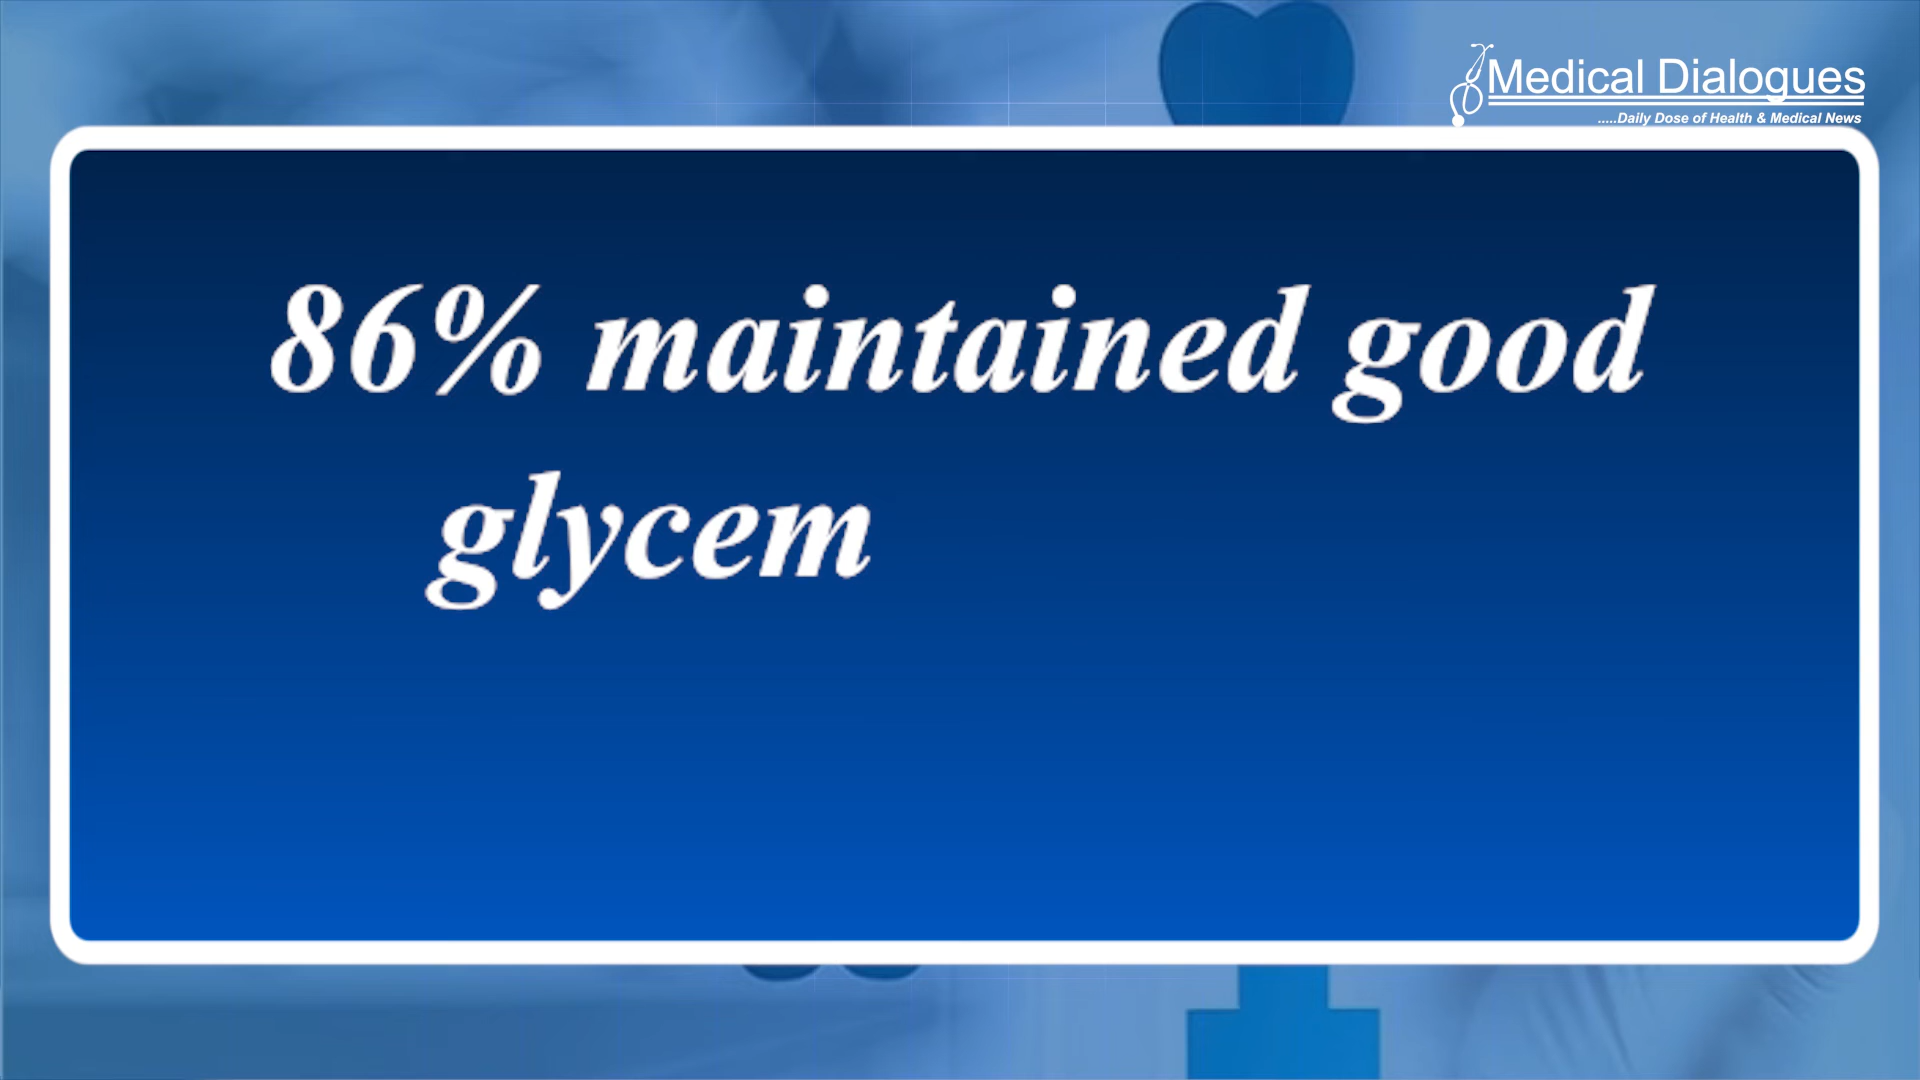 Medical Dialogues
.....Daily Dose of Health & Medical News
86% maintained good
glycem